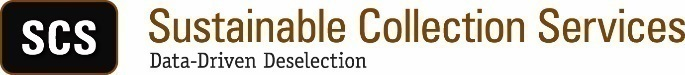 SCS
Sustainable Collection Services
Data-Driven Deselection